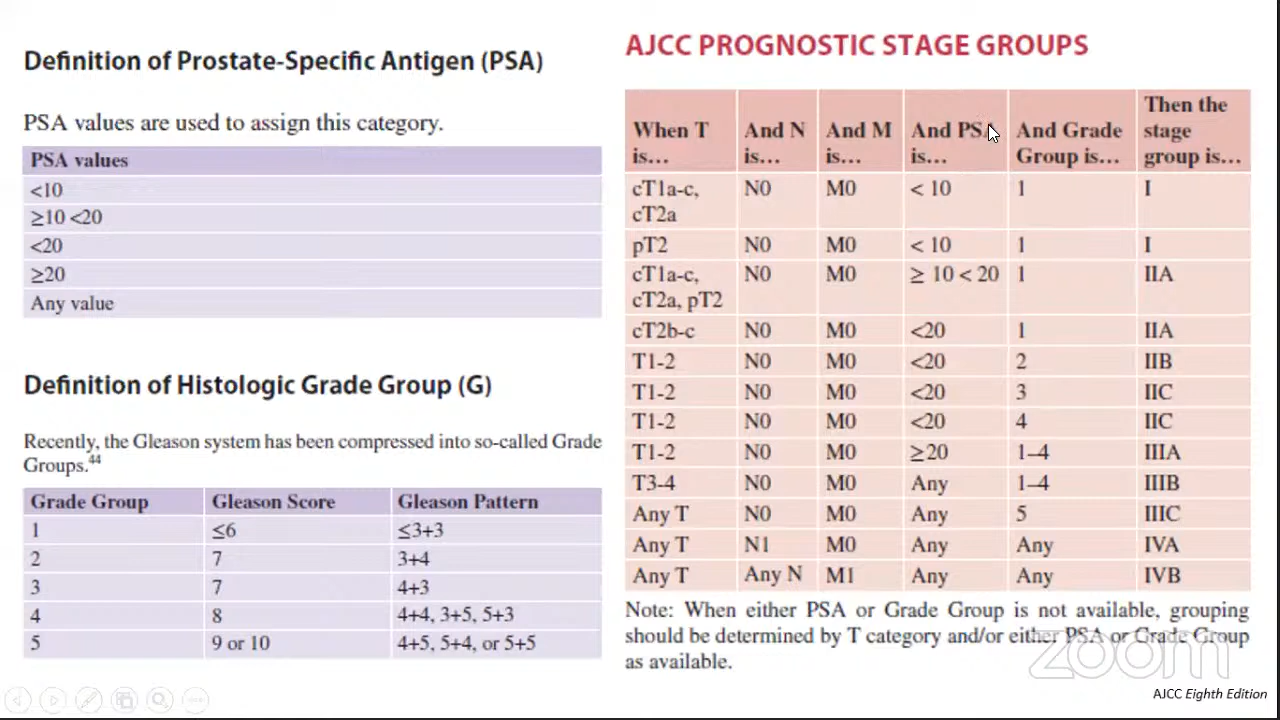 Definition of Prostate-Specific Antigen (PSA)
PSA values are used to assign this category.
PSA values
<10
≥10 <20
<20
≥20
Any value
Definition of Histologic Grade Group (G)
Recently, the Gleason system has been compressed into so-called Grade
Groups.44
Grade Group Gleason Score Gleason Pattern
1 ≤6 ≤3+3
2 7 3+4
3 7 4+3
4 8 4+4, 3+5, 5+3
5 9 or 10 4+5, 5+4, or 5+5
AJCC PROGNOSTIC STAGE GROUPS
Then the
When T And N And M And PSA And Grade stage
is... is... is... is... Group is... group is...
cT1a-c, N0 M0 < 10 1 I
cT2a
pT2 N0 M0 < 10 1 I
cT1a-c, N0 M0 ≥ 10 < 20 1 IIA
cT2a, pT2
cT2b-c N0 M0 <20 1 IIA
T1-2 N0 M0 <20 2 IIB
T1-2 N0 M0 <20 3 IIC
T1-2 N0 M0 <20 4 IIC
T1-2 N0 M0 ≥20 1–4 IIIA
T3-4 N0 M0 Any 1–4 IIIB
Any T N0 M0 Any 5 IIIC
Any T N1 M0 Any Any IVA
Any T Any N M1 Any Any IVB
Note: When either PSA or Grade Group is not available, grouping
should be determined by T category and/or either PSA or Grade Group
as available.
zoom
AJCC Eighth Edition